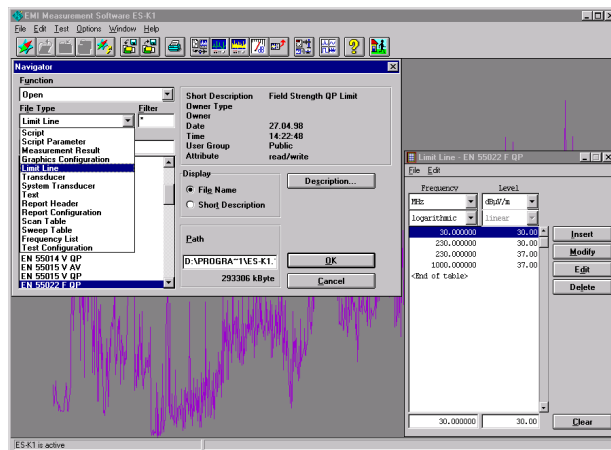 EMI Measurement Software ES-K1
File Edit Test Options Window Help
Navigator
Function
Open
File Type Filter
Limit Line *
Script
Script Parameter
Measurement Result
Graphics Configuration
Limit Line
Transducer
System Transducer
Text
Report Header
Report Configuration
Scan Table
Sweep Table
Frequency List
Test Configuration
EN 55014 V QP
EN 55015 V AV
EN 55015 V QP
EN 55022 F QP
Short Description Field Strength QP Limit
Owner Type
Owner
Date 27.04.98
Time 14:22:48
User Group Public
Attribute read/write
Display
File Name
Short Description
Description...
Path
D:\PROGRA~1\ES-K1.
293306 kByte
OK
Cancel
Limit Line - EN 55022 F QP
File Edit
Frequency Level
MHz dBµV/m
logarithmic linear
30.000000 30.00
230.000000 30.00
230.000000 37.00
1000.000000 37.00
<End of table>
Insert
Modify
Edit
Delete
30.000000 30.00
Clear
ES-K1 is active